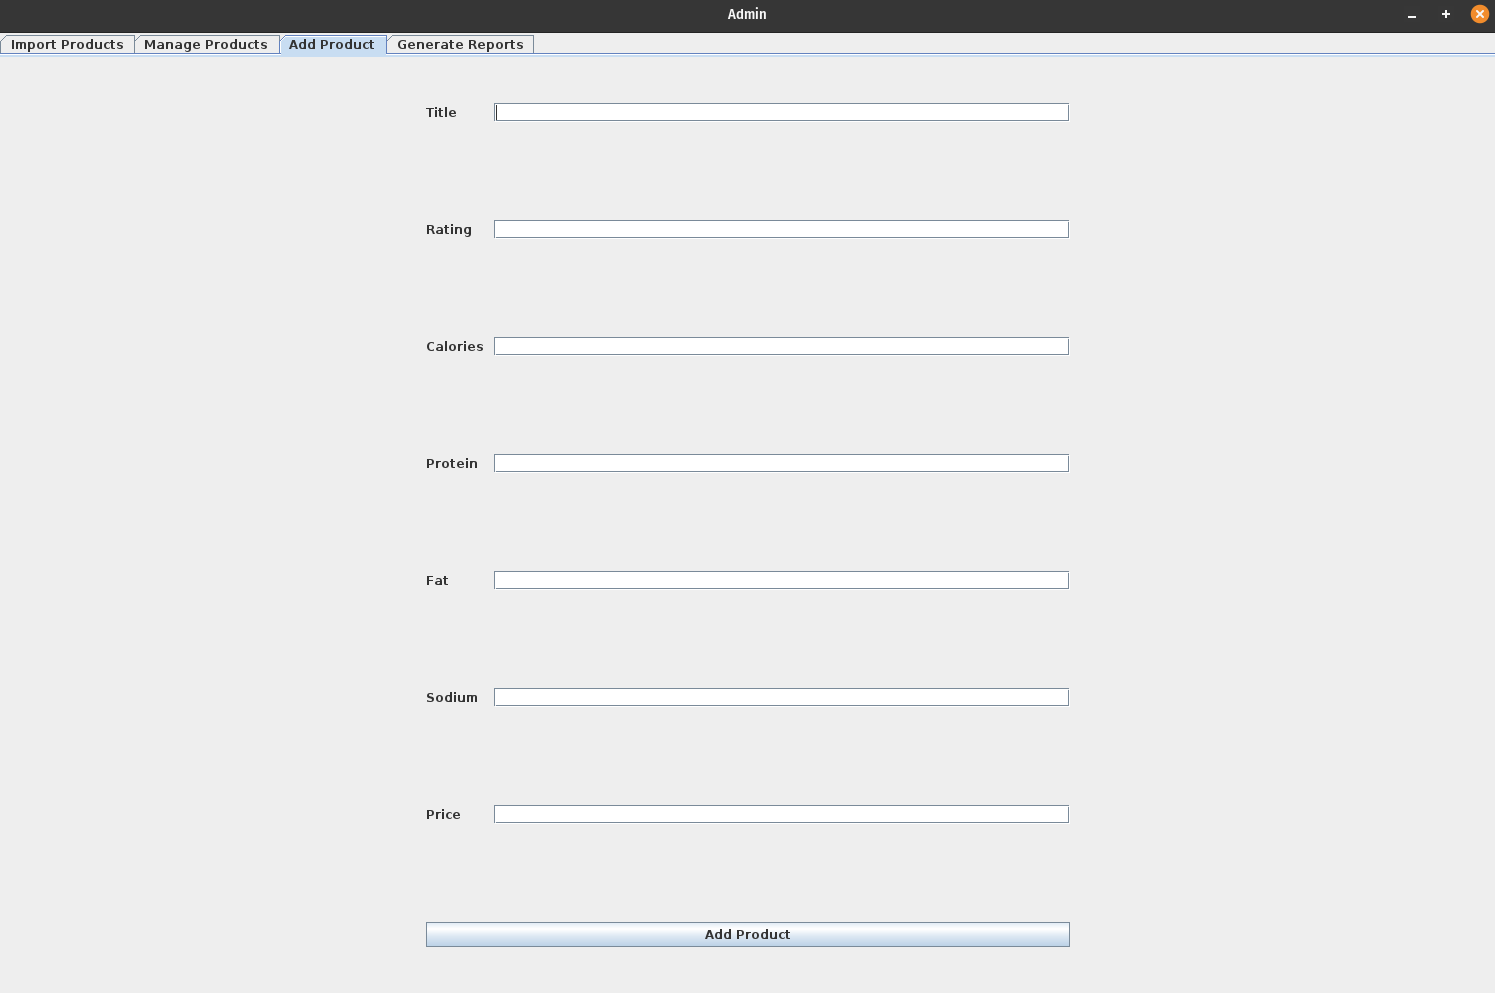 Admin
Import Products Manage Products Add Product Generate Reports
Title
Rating
Calories
Protein
Fat
Sodium
Price
Add Product